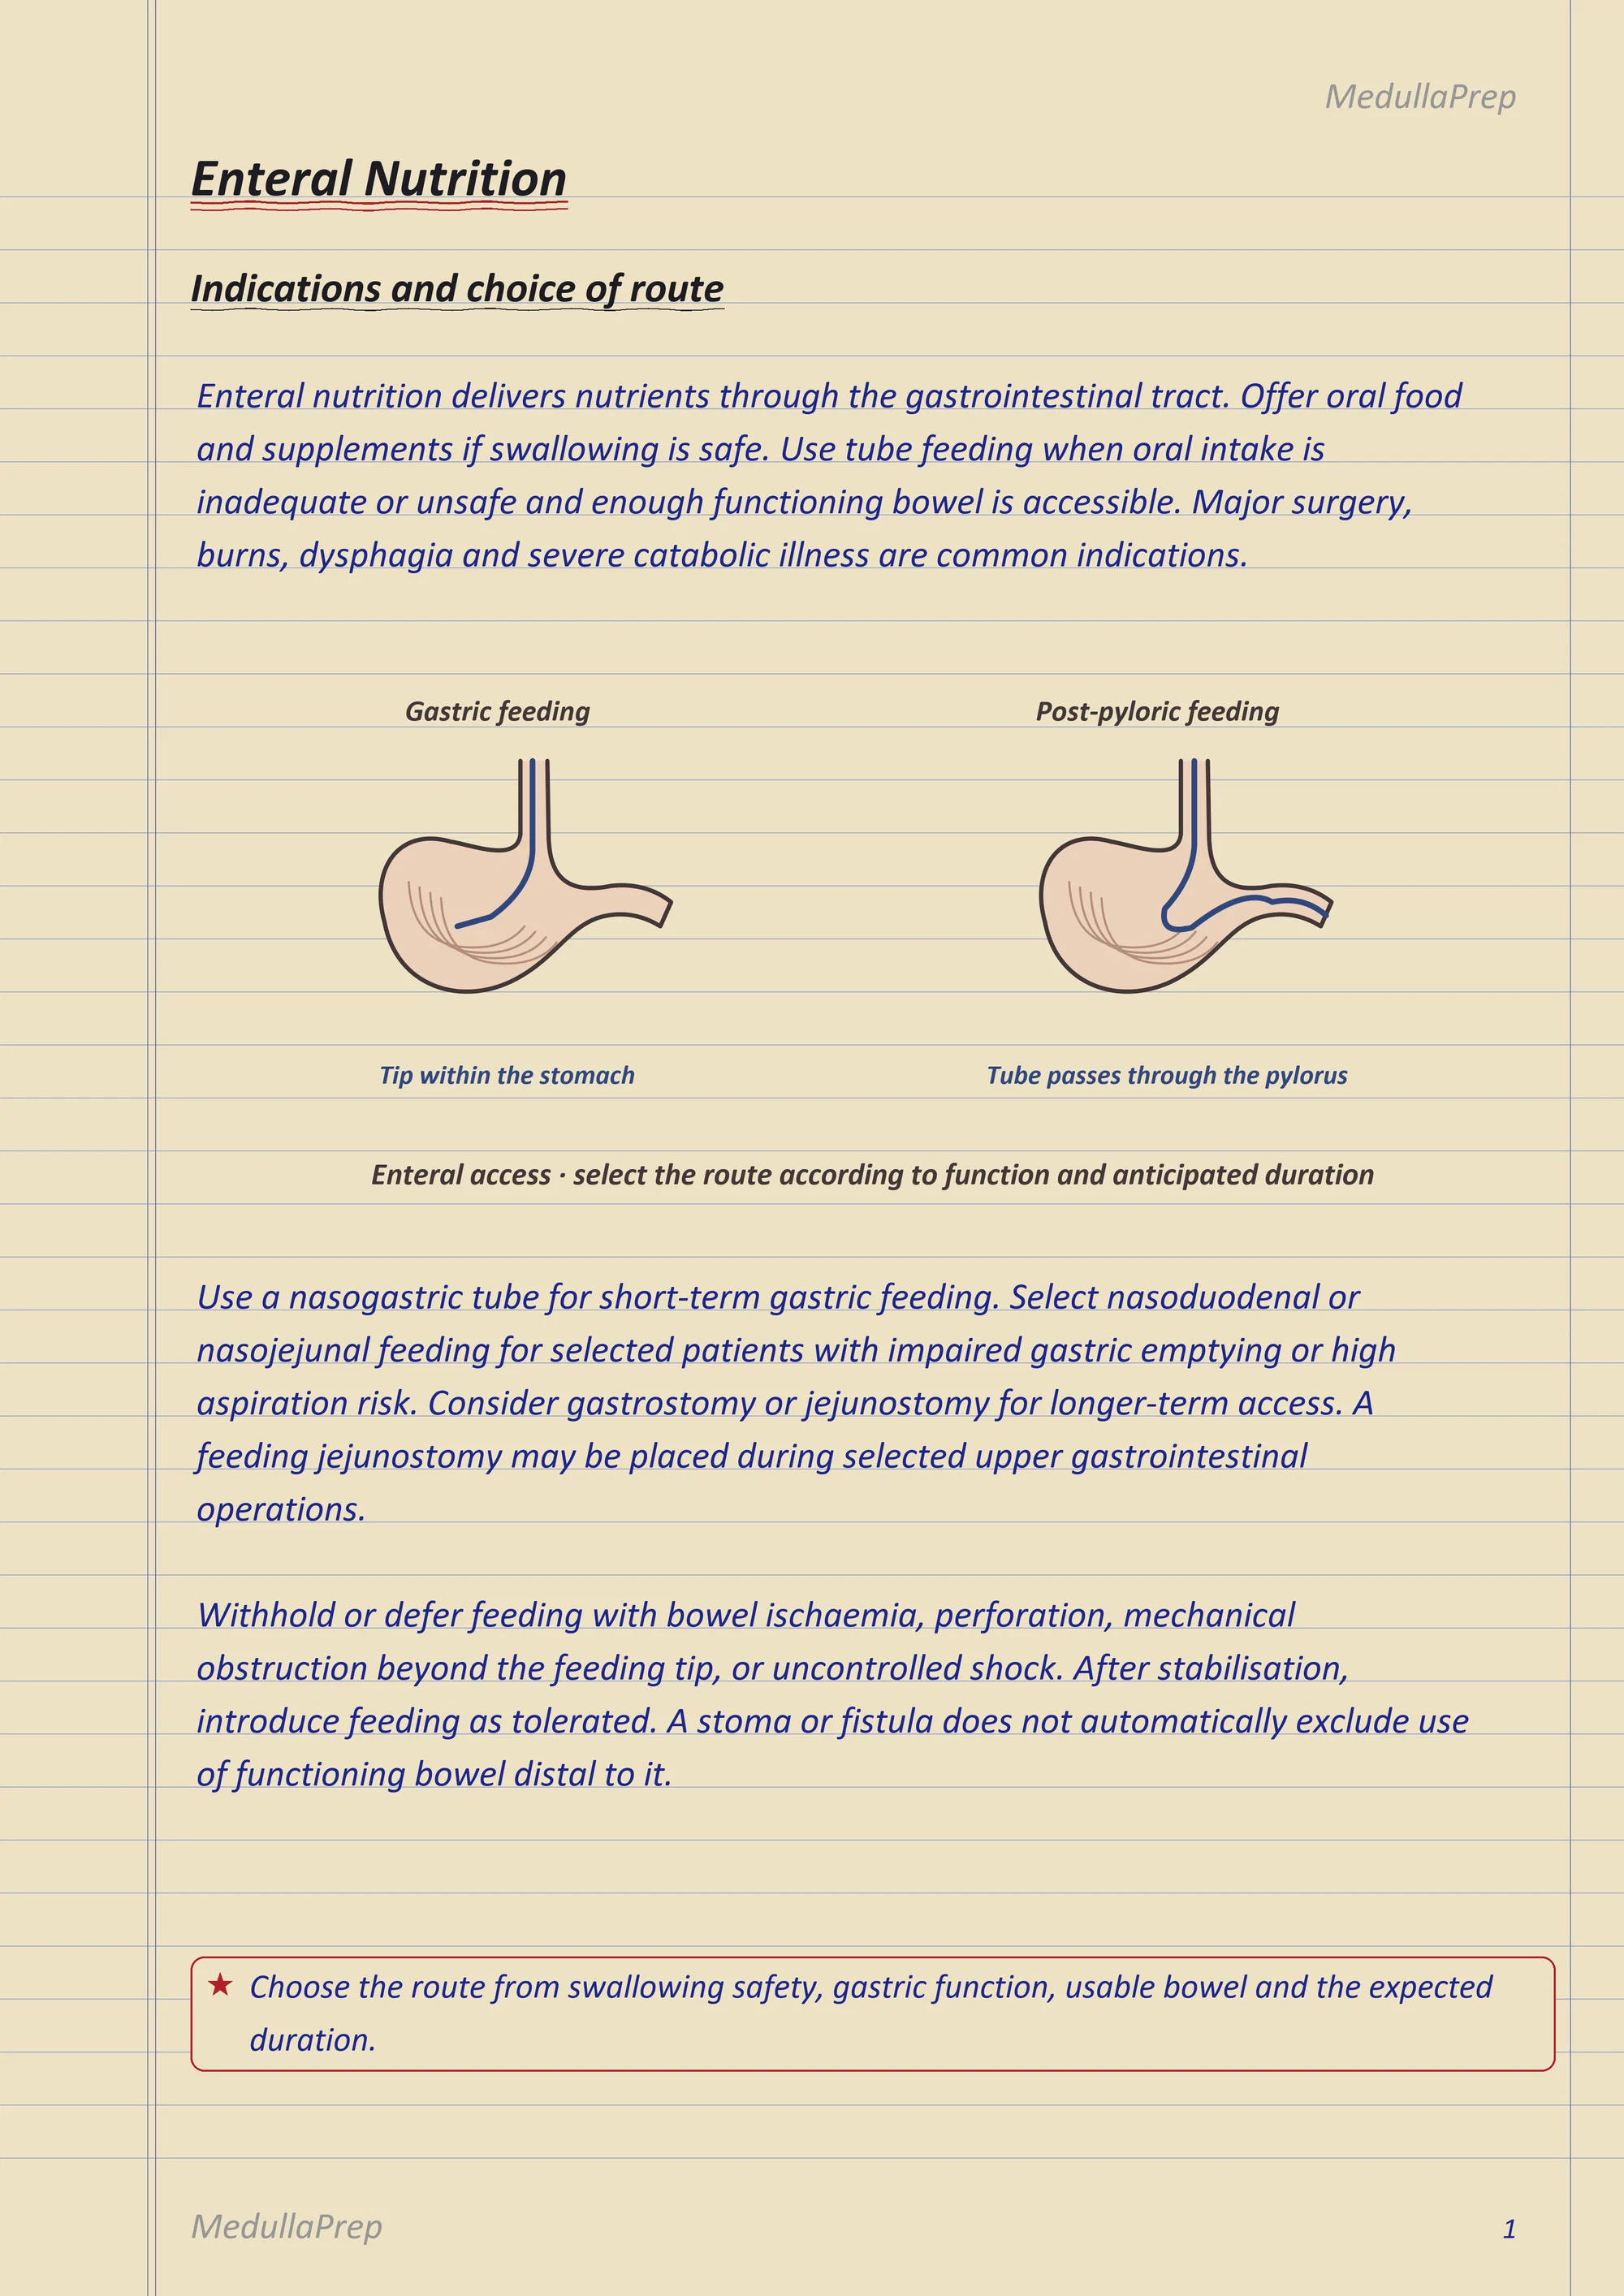 MedullaPrep
Enteral Nutrition
Indications and choice of route
Enteral nutrition delivers nutrients through the gastrointestinal tract. Offer oral food
and supplements if swallowing is safe. Use tube feeding when oral intake is
inadequate or unsafe and enough functioning bowel is accessible. Major surgery,
burns, dysphagia and severe catabolic illness are common indications.
Gastric feeding
Post-pyloric feeding
Tip within the stomach
Tube passes through the pylorus
Enteral access · select the route according to function and anticipated duration
Use a nasogastric tube for short-term gastric feeding. Select nasoduodenal or
nasojejunal feeding for selected patients with impaired gastric emptying or high
aspiration risk. Consider gastrostomy or jejunostomy for longer-term access. A
feeding jejunostomy may be placed during selected upper gastrointestinal
operations.
Withhold or defer feeding with bowel ischaemia, perforation, mechanical
obstruction beyond the feeding tip, or uncontrolled shock. After stabilisation,
introduce feeding as tolerated. A stoma or fistula does not automatically exclude use
of functioning bowel distal to it.
★ Choose the route from swallowing safety, gastric function, usable bowel and the expected
duration.
MedullaPrep
1